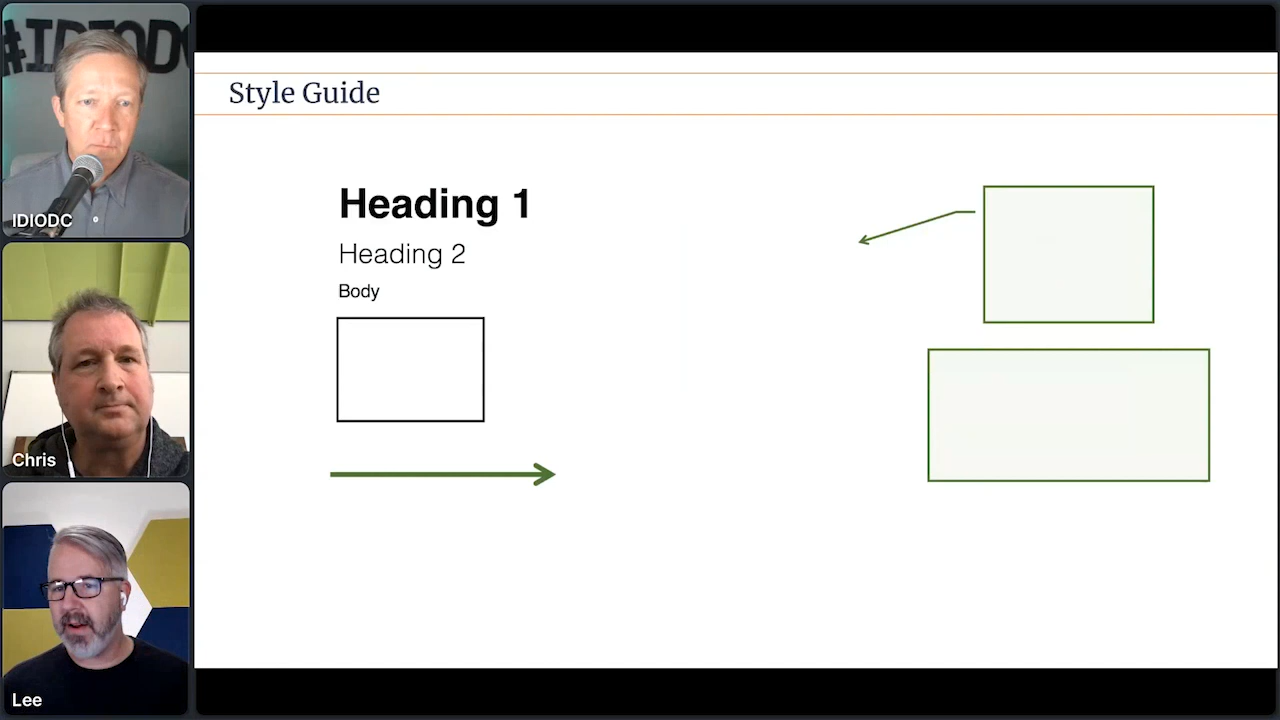 #IDIODC
IDIODC
Chris
Lee
Style Guide
Heading 1
Heading 2
Body